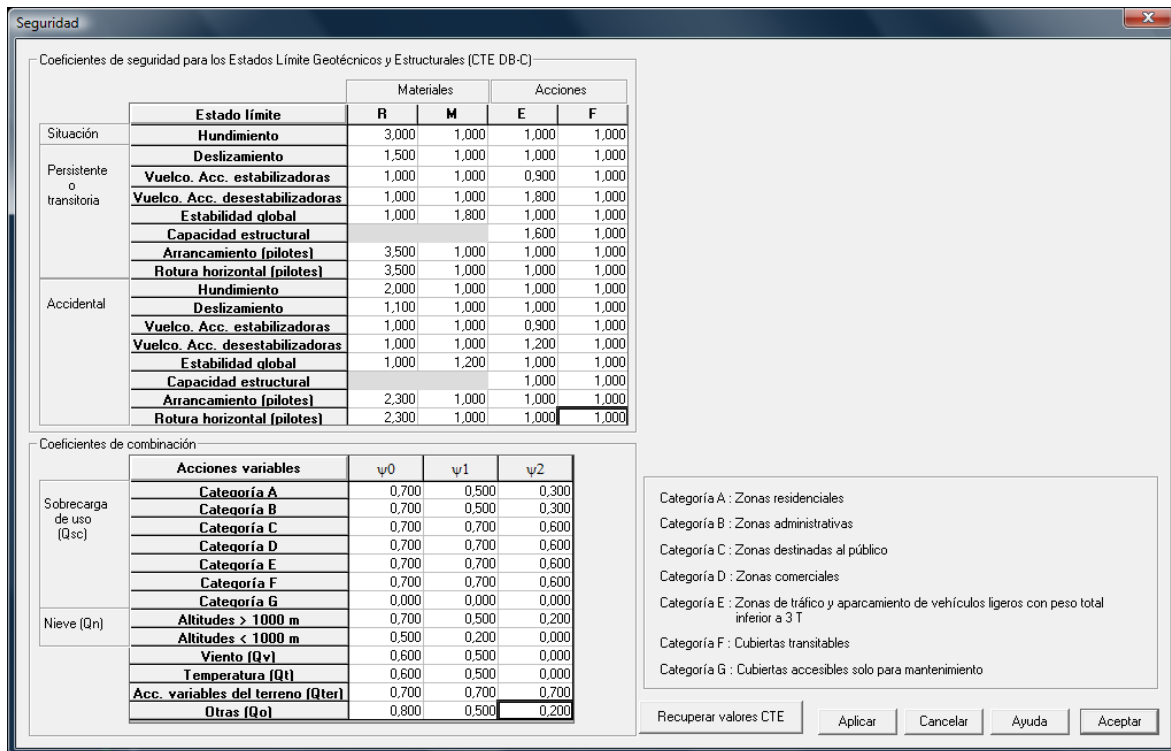 Seguridad
Coeficientes de seguridad para los Estados Límite Geotécnicos y Estructurales (CTE DB-C)
Materiales Acciones
Estado límite R M E F
Situación Hundimiento 3,000 1,000 1,000 1,000
Deslizamiento 1,500 1,000 1,000 1,000
Persistente o transitoria Vuelco. Acc. estabilizadoras 1,000 1,000 0,900 1,000
Vuelco. Acc. desestabilizadoras 1,000 1,000 1,800 1,000
Estabilidad global 1,000 1,800 1,000 1,000
Capacidad estructural 1,600 1,000
Arrancamiento (pilotes) 3,500 1,000 1,000 1,000
Rotura horizontal (pilotes) 3,500 1,000 1,000 1,000
Accidental Hundimiento 2,000 1,000 1,000 1,000
Deslizamiento 1,100 1,000 1,000 1,000
Vuelco. Acc. estabilizadoras 1,000 1,000 0,900 1,000
Vuelco. Acc. desestabilizadoras 1,000 1,000 1,200 1,000
Estabilidad global 1,000 1,200 1,000 1,000
Capacidad estructural 1,000 1,000
Arrancamiento (pilotes) 2,300 1,000 1,000 1,000
Rotura horizontal (pilotes) 2,300 1,000 1,000 1,000
Coeficientes de combinación
Acciones variables ψ0 ψ1 ψ2
Sobrecarga de uso (Qsc) Categoría A 0,700 0,500 0,300
Categoría B 0,700 0,500 0,300
Categoría C 0,700 0,700 0,600
Categoría D 0,700 0,700 0,600
Categoría E 0,700 0,700 0,600
Categoría F 0,700 0,700 0,600
Categoría G 0,000 0,000 0,000
Nieve (Qn) Altitudes > 1000 m 0,700 0,500 0,200
Altitudes < 1000 m 0,500 0,200 0,000
Viento (Qv) 0,600 0,500 0,000
Temperatura (Qt) 0,600 0,500 0,000
Acc. variables del terreno (Qter) 0,700 0,700 0,700
Otras (Qo) 0,800 0,500 0,200
Categoría A : Zonas residenciales
Categoría B : Zonas administrativas
Categoría C : Zonas destinadas al público
Categoría D : Zonas comerciales
Categoría E : Zonas de tráfico y aparcamiento de vehículos ligeros con peso total
inferior a 3 T
Categoría F : Cubiertas transitables
Categoría G : Cubiertas accesibles solo para mantenimiento
Recuperar valores CTE Aplicar Cancelar Ayuda Aceptar